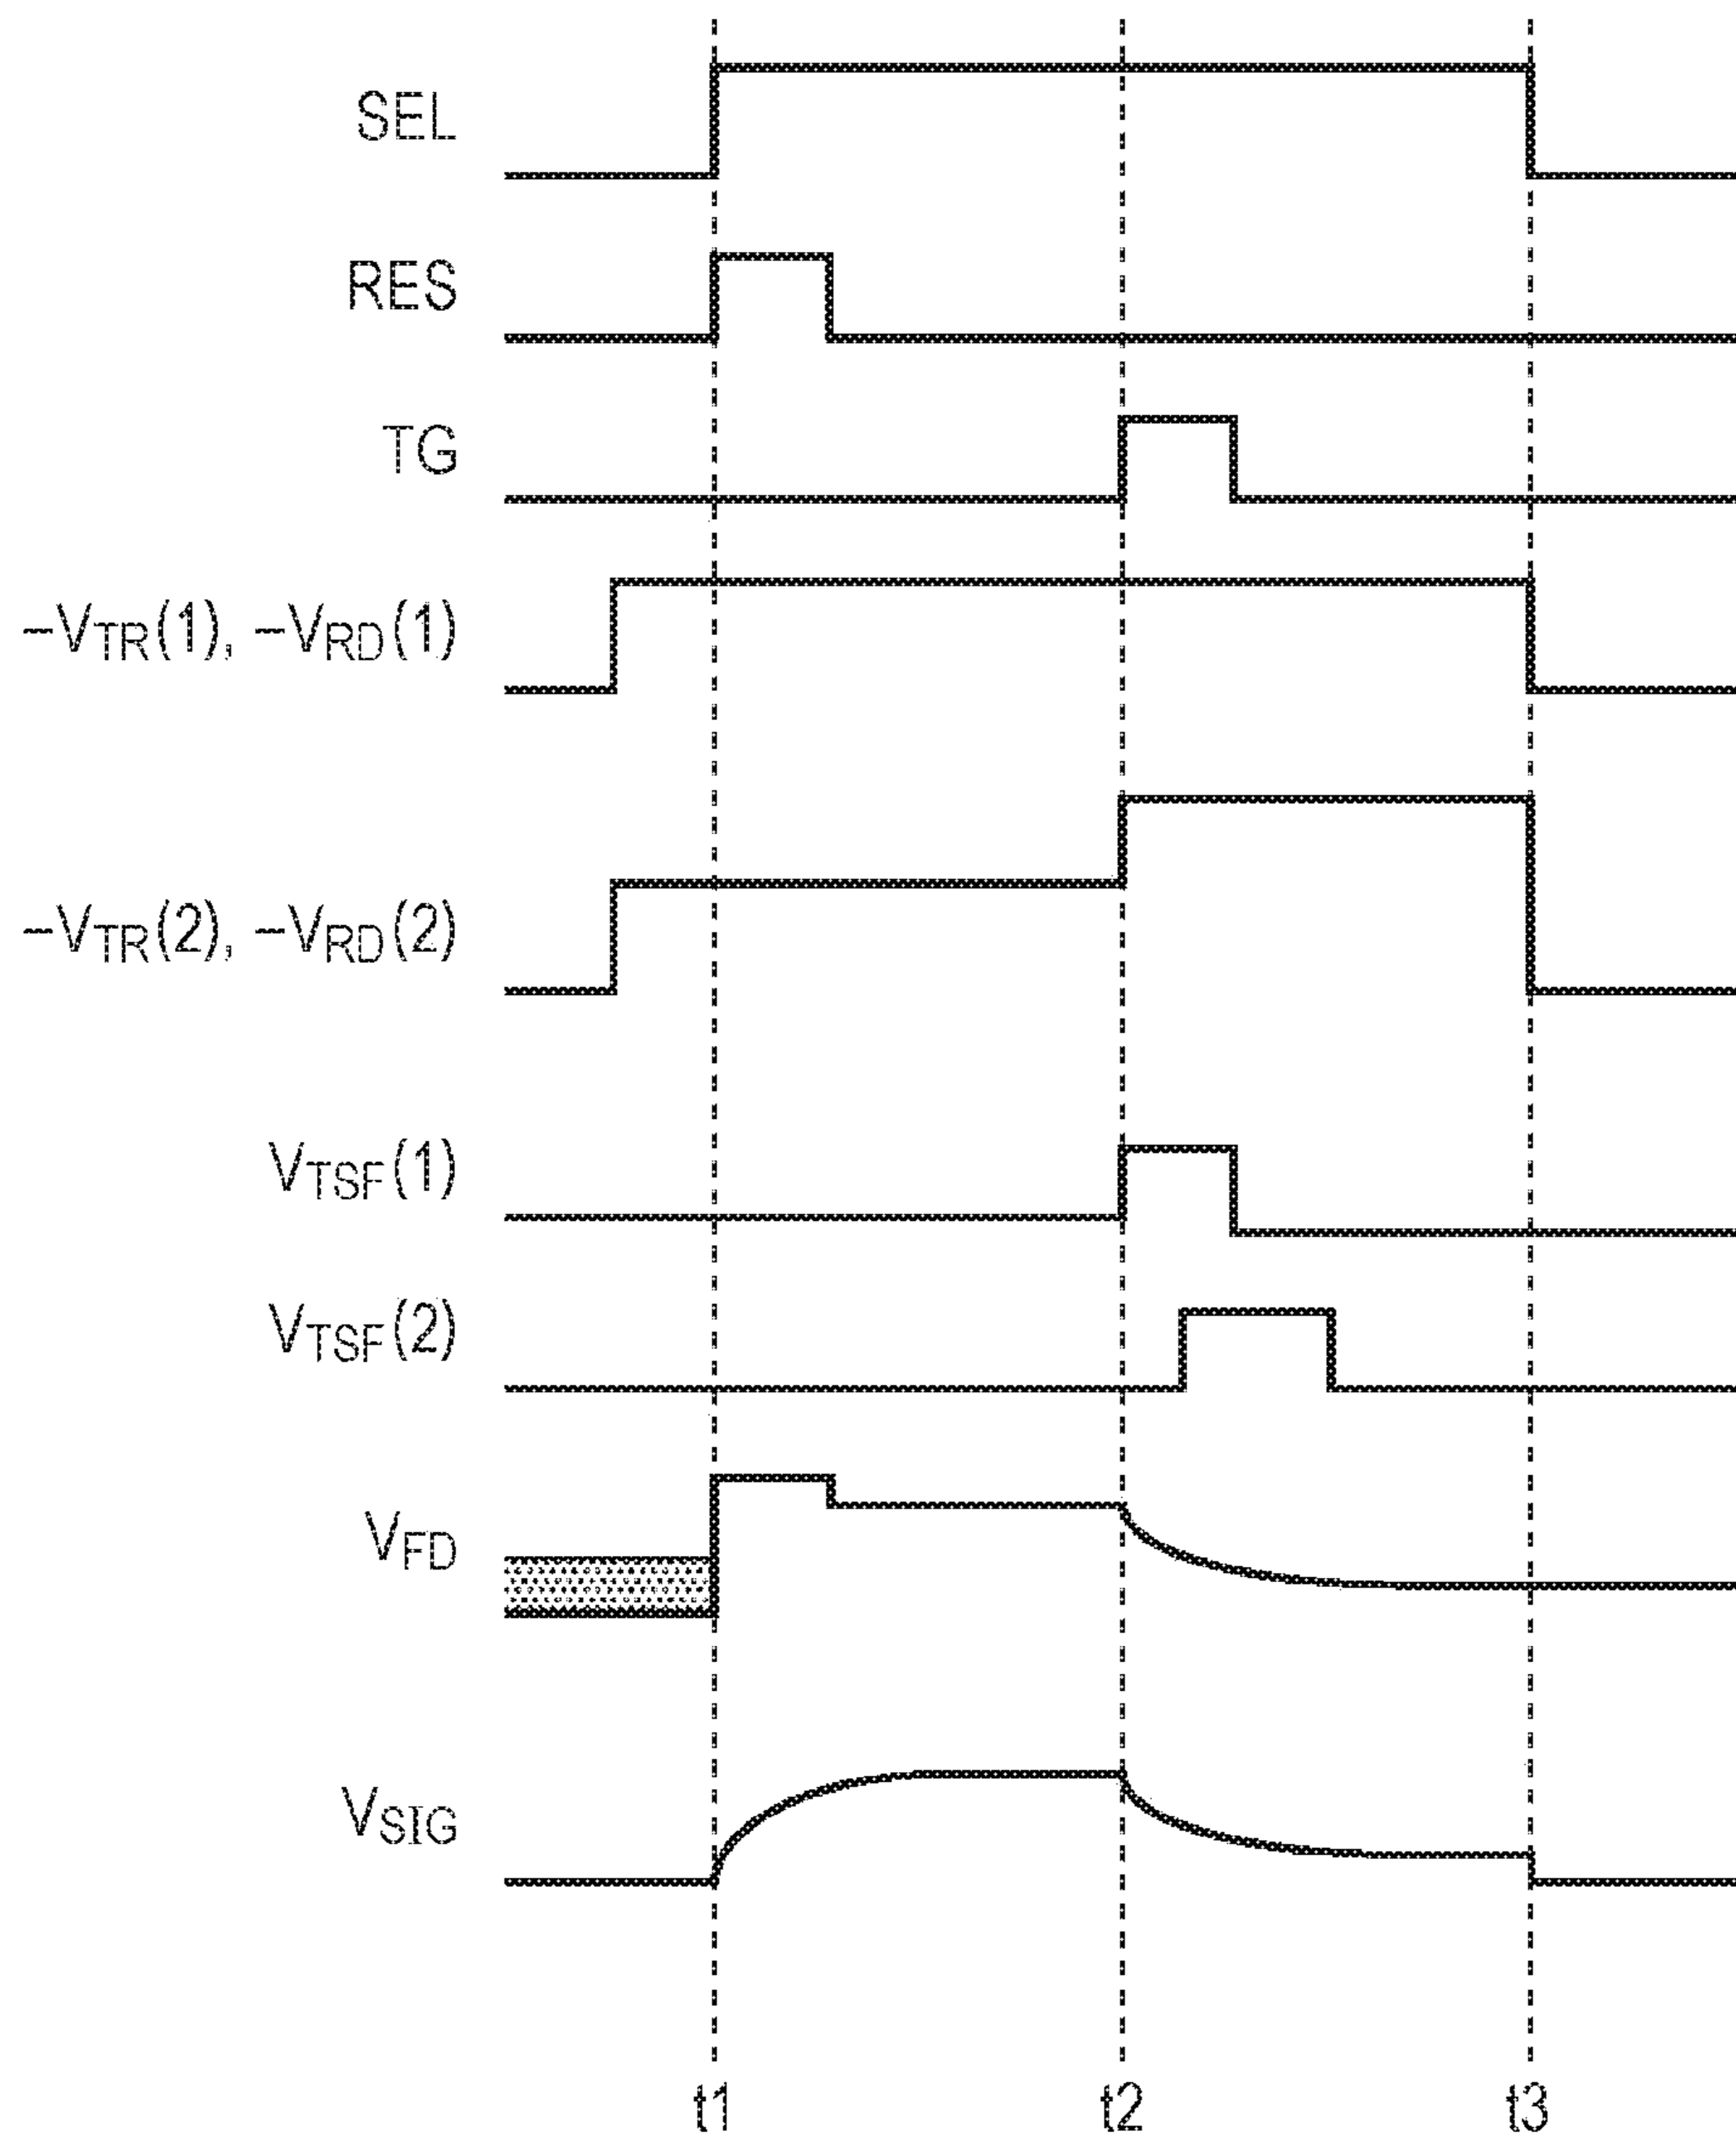 SEL
RES
TG
–VTR(1), –VRD(1)
–VTR(2), –VRD(2)
VTSF(1)
VTSF(2)
VFD
VSIG
t1 t2 t3